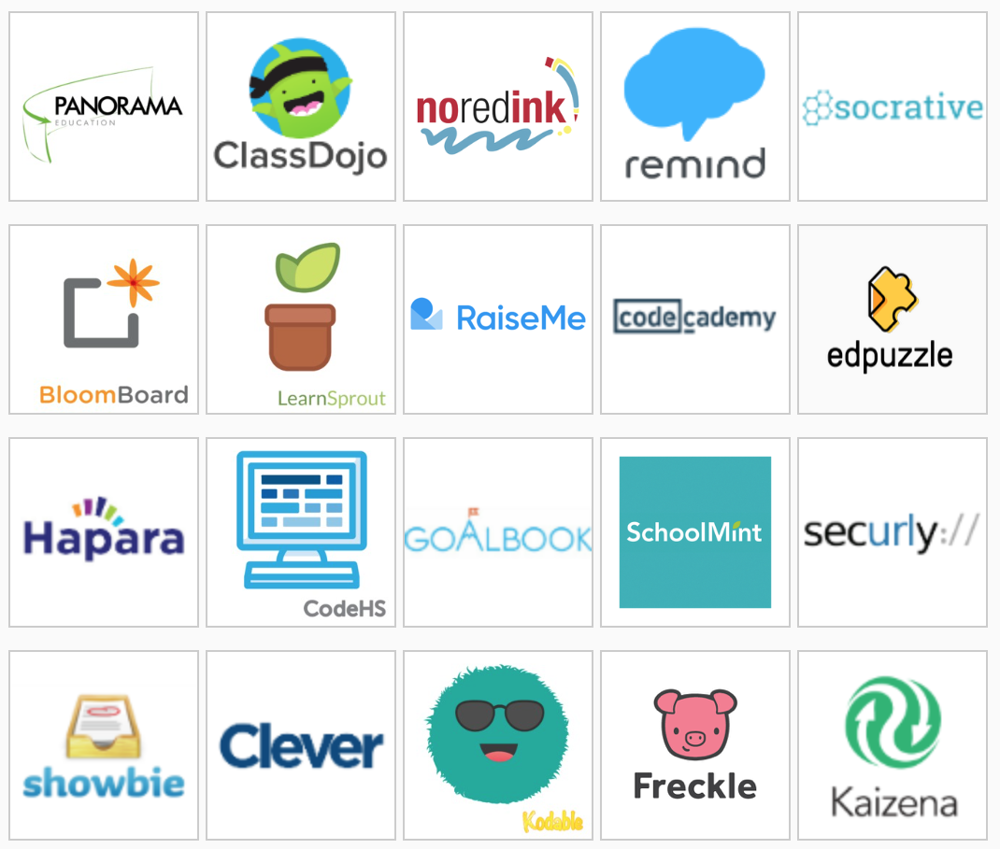 PANORAMA
EDUCATION
ClassDojo
noredink
remind
socrative
BloomBoard
LearnSprout
RaiseMe
codecademy
edpuzzle
Hapara
CodeHS
GOALBOOK
SchoolMint
securly://
showbie
Clever
Kodable
Freckle
Kaizena